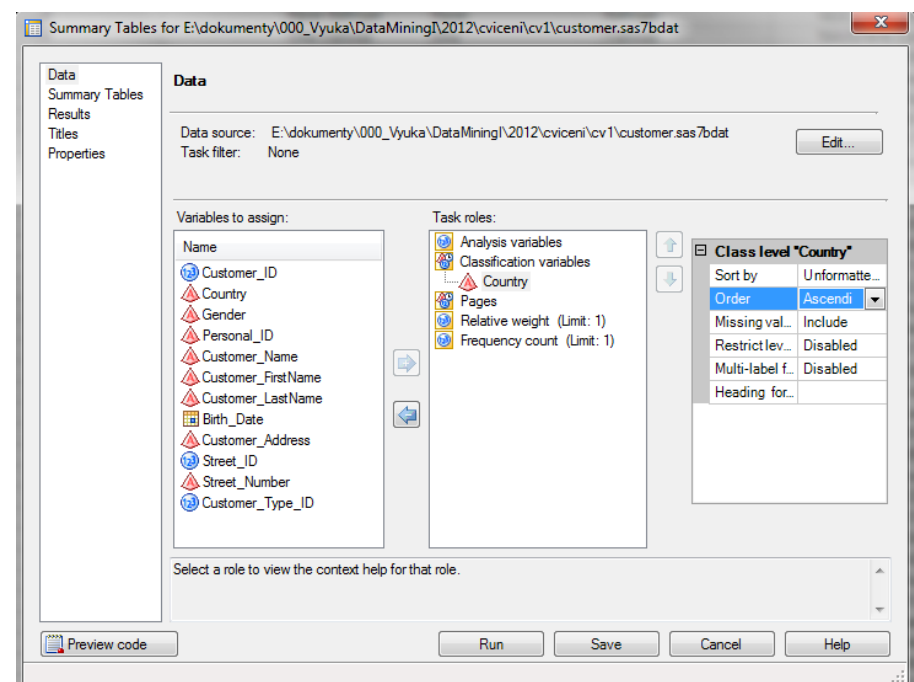 Summary Tables for E:\dokumenty\000_Vyuka\DataMiningI\2012\cviceni\cv1\customer.sas7bdat
x
Data
Summary Tables
Results
Titles
Properties
Data
Data source: E:\dokumenty\000_Vyuka\DataMiningI\2012\cviceni\cv1\customer.sas7bdat
Task filter: None
Edit...
Variables to assign:
Name
123 Customer_ID
A Country
A Gender
A Personal_ID
A Customer_Name
A Customer_FirstName
A Customer_LastName
Birth_Date
A Customer_Address
123 Street_ID
A Street_Number
123 Customer_Type_ID
Task roles:
Analysis variables
Classification variables
A Country
Pages
Relative weight (Limit: 1)
Frequency count (Limit: 1)
Class level "Country"
Sort by Unformatte...
Order Ascendi
Missing val... Include
Restrict lev... Disabled
Multi-label f... Disabled
Heading for...
Select a role to view the context help for that role.
Preview code
Run
Save
Cancel
Help